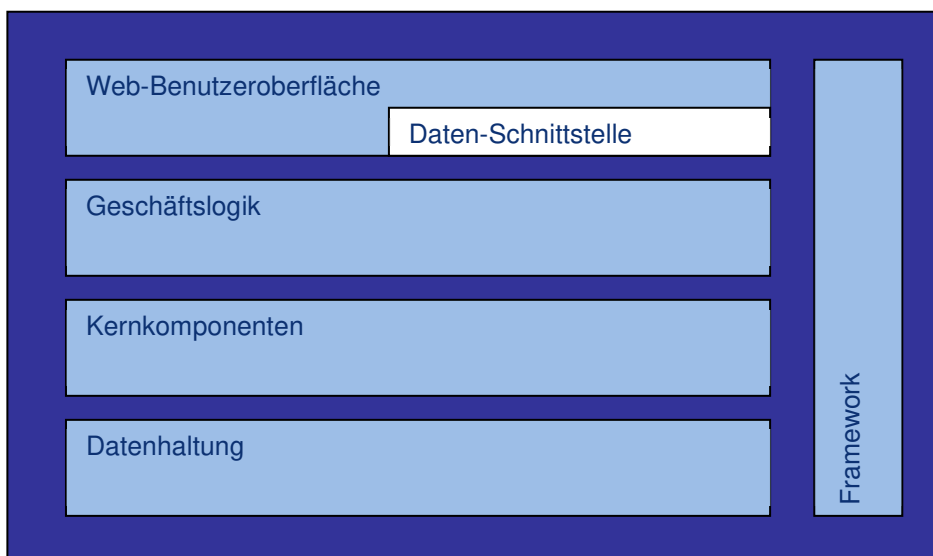 Web-Benutzeroberfläche
Daten-Schnittstelle
Geschäftslogik
Kernkomponenten
Datenhaltung
Framework